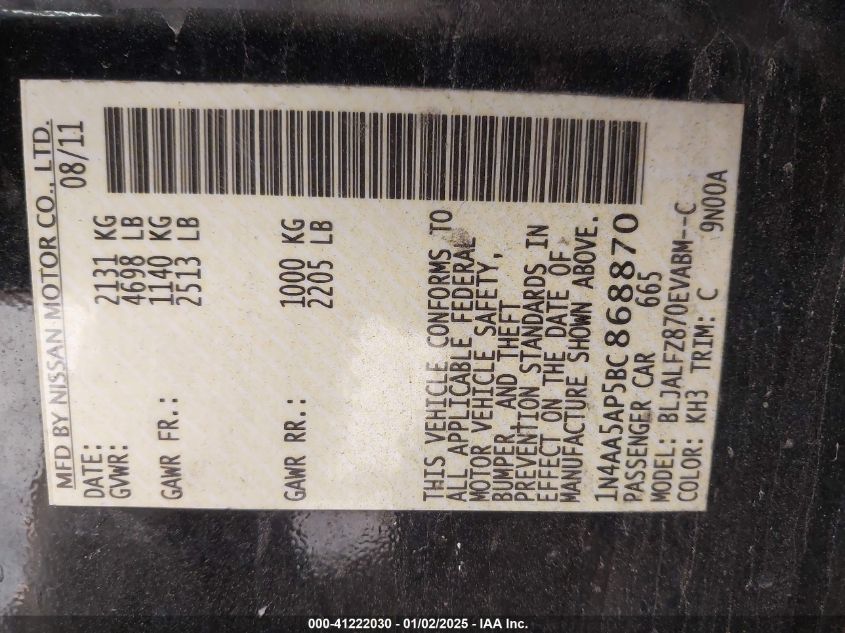 MFD BY NISSAN MOTOR CO., LTD.
DATE: 08/11
GVWR: 2131 KG
4698 LB
GAWR FR.: 1140 KG
2513 LB
GAWR RR.: 1000 KG
2205 LB
THIS VEHICLE CONFORMS TO
ALL APPLICABLE FEDERAL
MOTOR VEHICLE SAFETY,
BUMPER, AND THEFT
PREVENTION STANDARDS IN
EFFECT ON THE DATE OF
MANUFACTURE SHOWN ABOVE.
1N4AA5AP5BC868870
PASSENGER CAR 665
MODEL: BLJALFZ870EVABM--C
COLOR: KH3 TRIM: C 9N00A
000-41222030 - 01/02/2025 - IAA Inc.